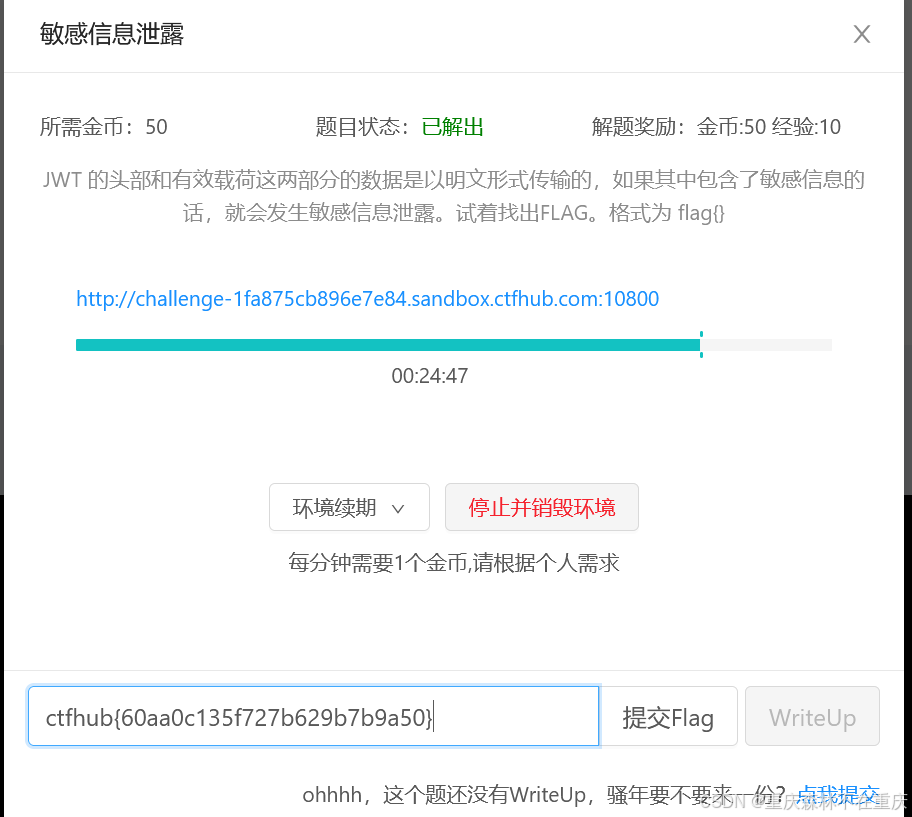 敏感信息泄露
所需金币：50 题目状态：已解出 解题奖励：金币:50 经验:10
JWT 的头部和有效载荷这两部分的数据是以明文形式传输的，如果其中包含了敏感信息的
话，就会发生敏感信息泄露。试着找出FLAG。格式为 flag{}
http://challenge-1fa875cb896e7e84.sandbox.ctfhub.com:10800
00:24:47
环境续期 停止并销毁环境
每分钟需要1个金币,请根据个人需求
ctfhub{60aa0c135f727b629b7b9a50} 提交Flag WriteUp
ohhhh，这个题还没有WriteUp，骚年要不要来一份？点我提交
CSDN @重庆森林不在重庆